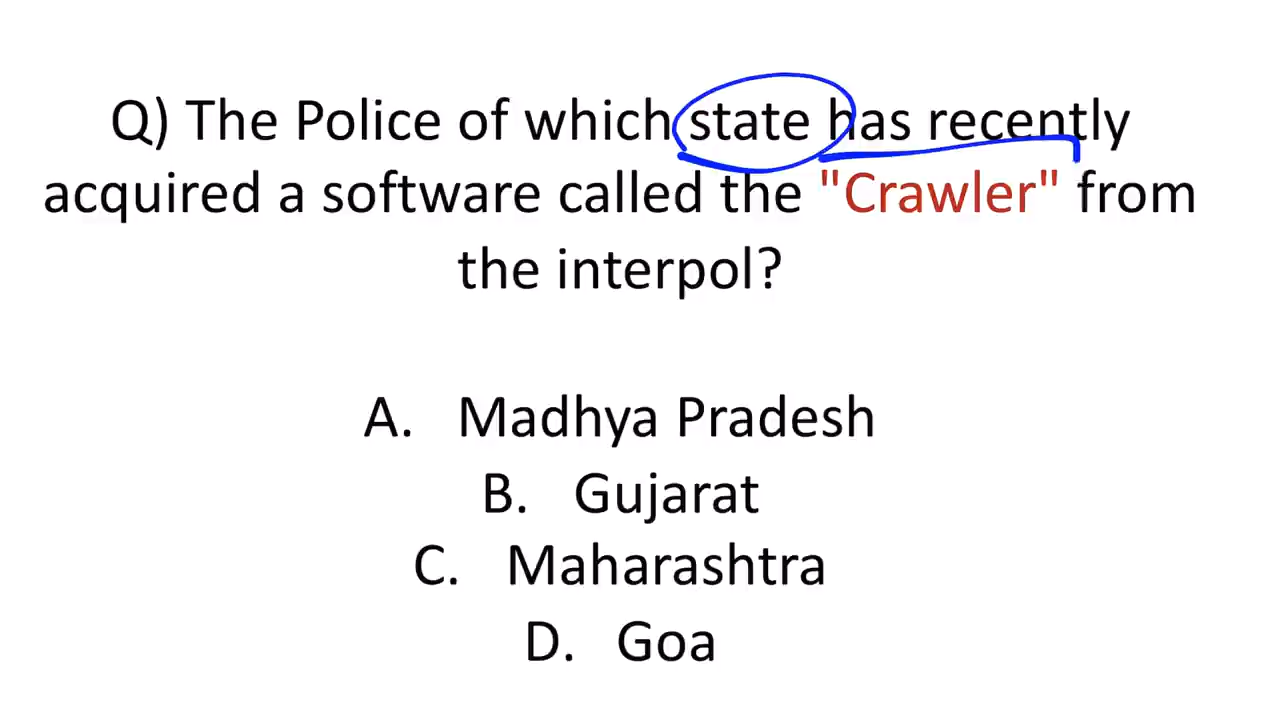 Q) The Police of which state has recently
acquired a software called the "Crawler" from
the interpol?
A. Madhya Pradesh
B. Gujarat
C. Maharashtra
D. Goa